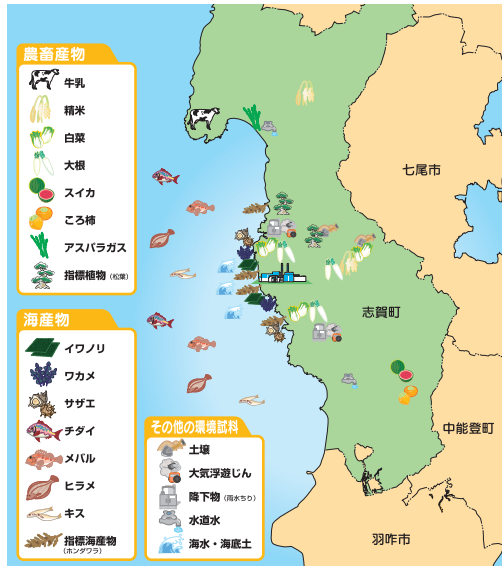 農畜産物
牛乳
精米
白菜
大根
スイカ
ころ柿
アスパラガス
指標植物（松葉）
海産物
イワノリ
ワカメ
サザエ
チダイ
メバル
ヒラメ
キス
指標海産物
（ホンダワラ）
その他の環境試料
土壌
大気浮遊じん
降下物（雨水ちり）
水道水
海水・海底土
七尾市
志賀町
中能登町
羽咋市